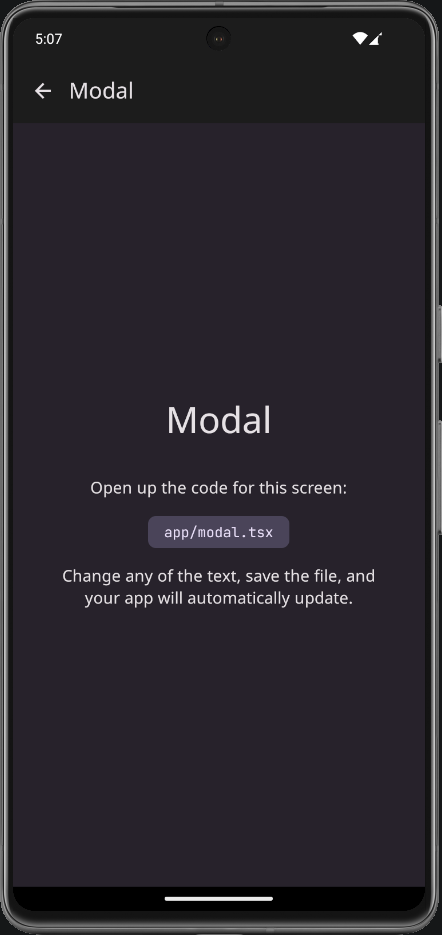 5:07
Modal
Modal
Open up the code for this screen:
app/modal.tsx
Change any of the text, save the file, and
your app will automatically update.